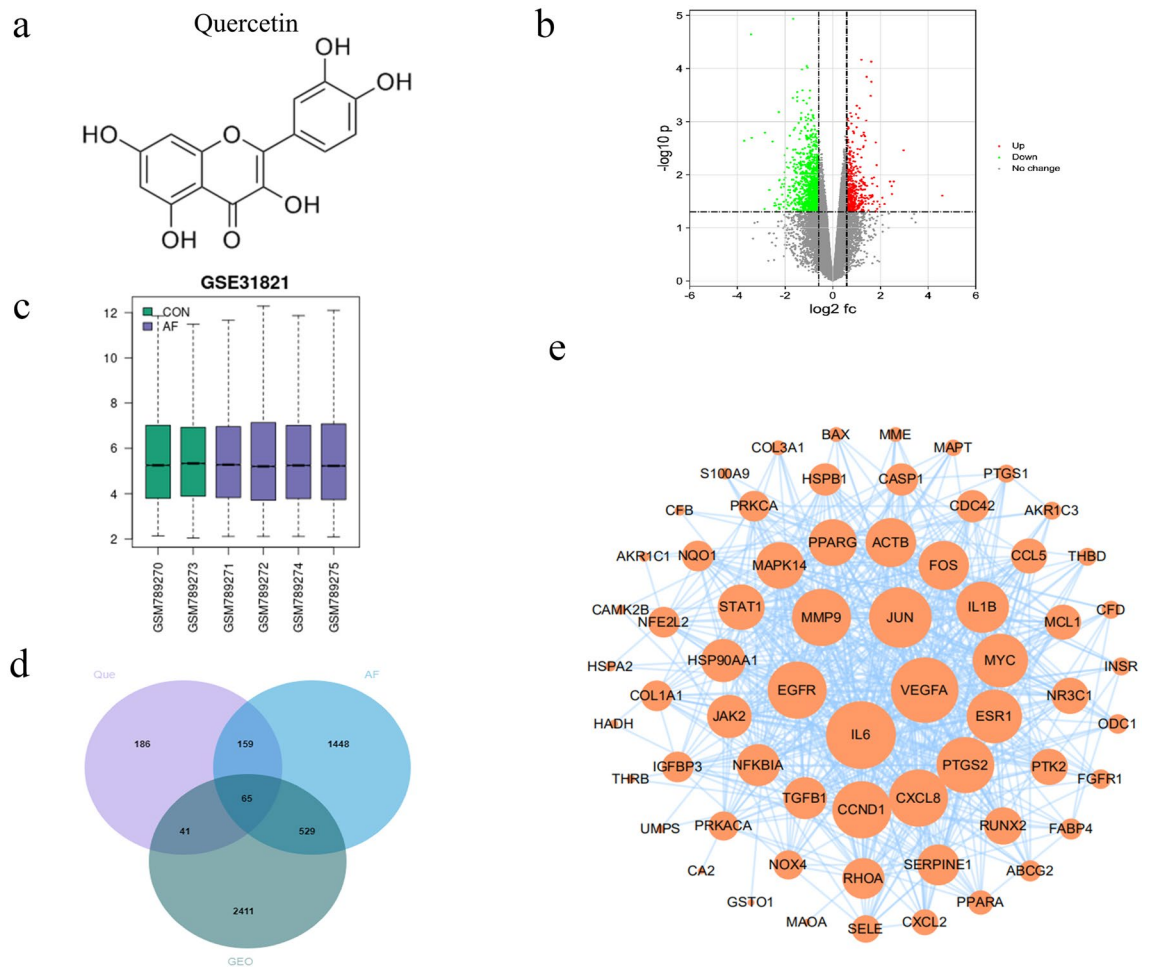 a
Quercetin
OH
OH
HO
O
OH
OH
O
b
5
4
3
2
1
0
-log10 p
-6
-4
-2
0
2
4
6
log2 fc
Up
Down
No change
c
GSE31821
CON
AF
12
10
8
6
4
2
GSM789270
GSM789273
GSM789271
GSM789272
GSM789274
GSM789275
d
Que
AF
186
159
1448
65
41
529
2411
GEO
e
BAX
MME
COL3A1
MAPT
S100A9
HSPB1
CASP1
PTGS1
CFB
PRKCA
CDC42
AKR1C3
PPARG
ACTB
AKR1C1
NQO1
MAPK14
FOS
CCL5
THBD
CAMK2B
NFE2L2
STAT1
MMP9
JUN
IL1B
MCL1
CFD
HSPA2
HSP90AA1
MYC
INSR
COL1A1
EGFR
VEGFA
NR3C1
HADH
JAK2
IL6
ESR1
ODC1
THRB
IGFBP3
NFKBIA
PTGS2
PTK2
FGFR1
TGFB1
CCND1
CXCL8
UMPS
PRKACA
RUNX2
FABP4
CA2
NOX4
RHOA
SERPINE1
ABCG2
GSTO1
MAOA
SELE
CXCL2
PPARA